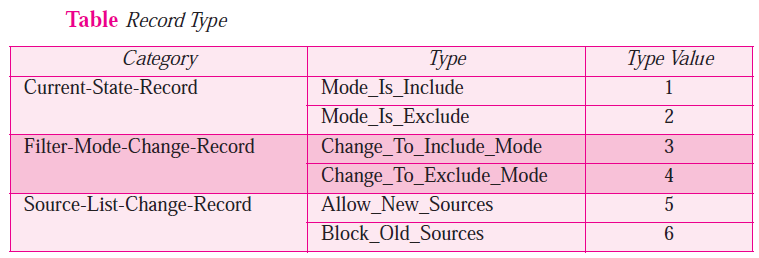 Table Record Type
Category Type Type Value
Current-State-Record Mode_Is_Include 1
Mode_Is_Exclude 2
Filter-Mode-Change-Record Change_To_Include_Mode 3
Change_To_Exclude_Mode 4
Source-List-Change-Record Allow_New_Sources 5
Block_Old_Sources 6